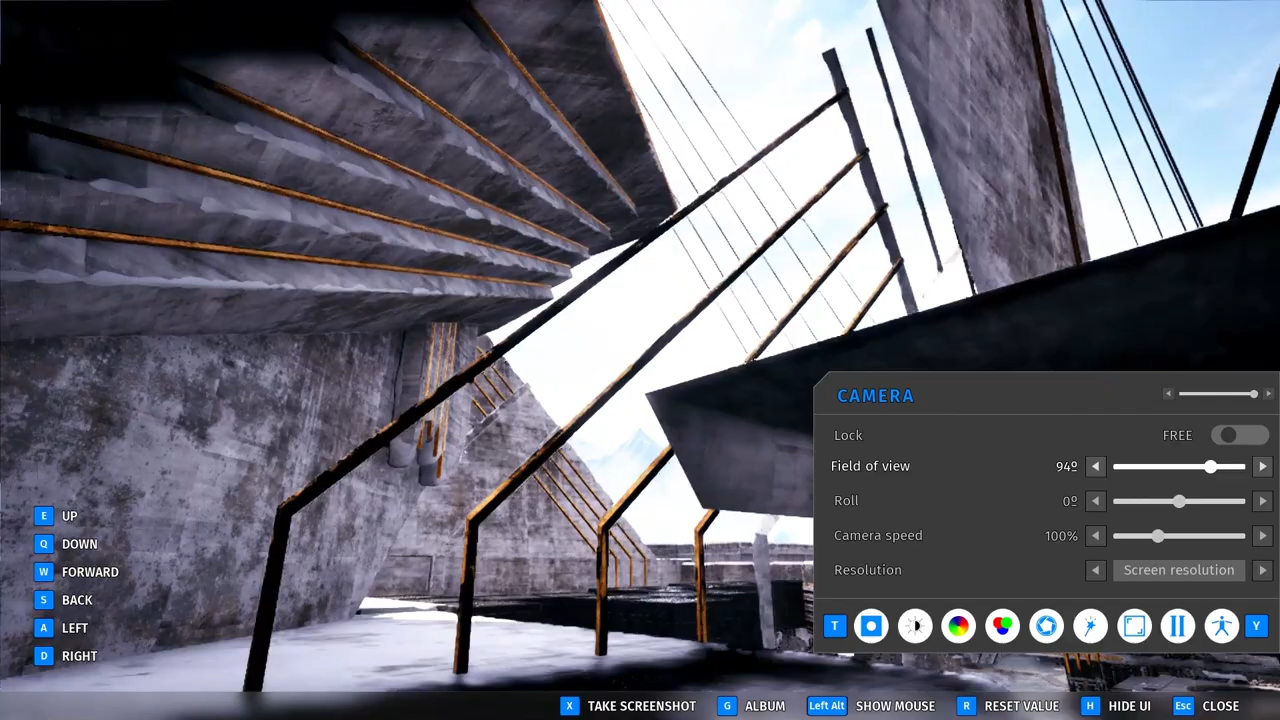 CAMERA
Lock FREE
Field of view 94º
Roll 0º
Camera speed 100%
Resolution Screen resolution
T Y
E UP
Q DOWN
W FORWARD
S BACK
A LEFT
D RIGHT
X TAKE SCREENSHOT G ALBUM Left Alt SHOW MOUSE R RESET VALUE H HIDE UI Esc CLOSE